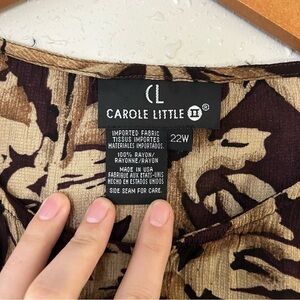 CL
CAROLE LITTLE II®
IMPORTED FABRIC
TISSUS IMPORTES
MATERIALES IMPORTADOS.
22W
100% RAYON/
RAYONNE/RAYON
MADE IN USA
FABRIQUE AUX ETATS-UNIS
HECHO EN ESTADOS UNIDOS
SIDE SEAM FOR CARE.